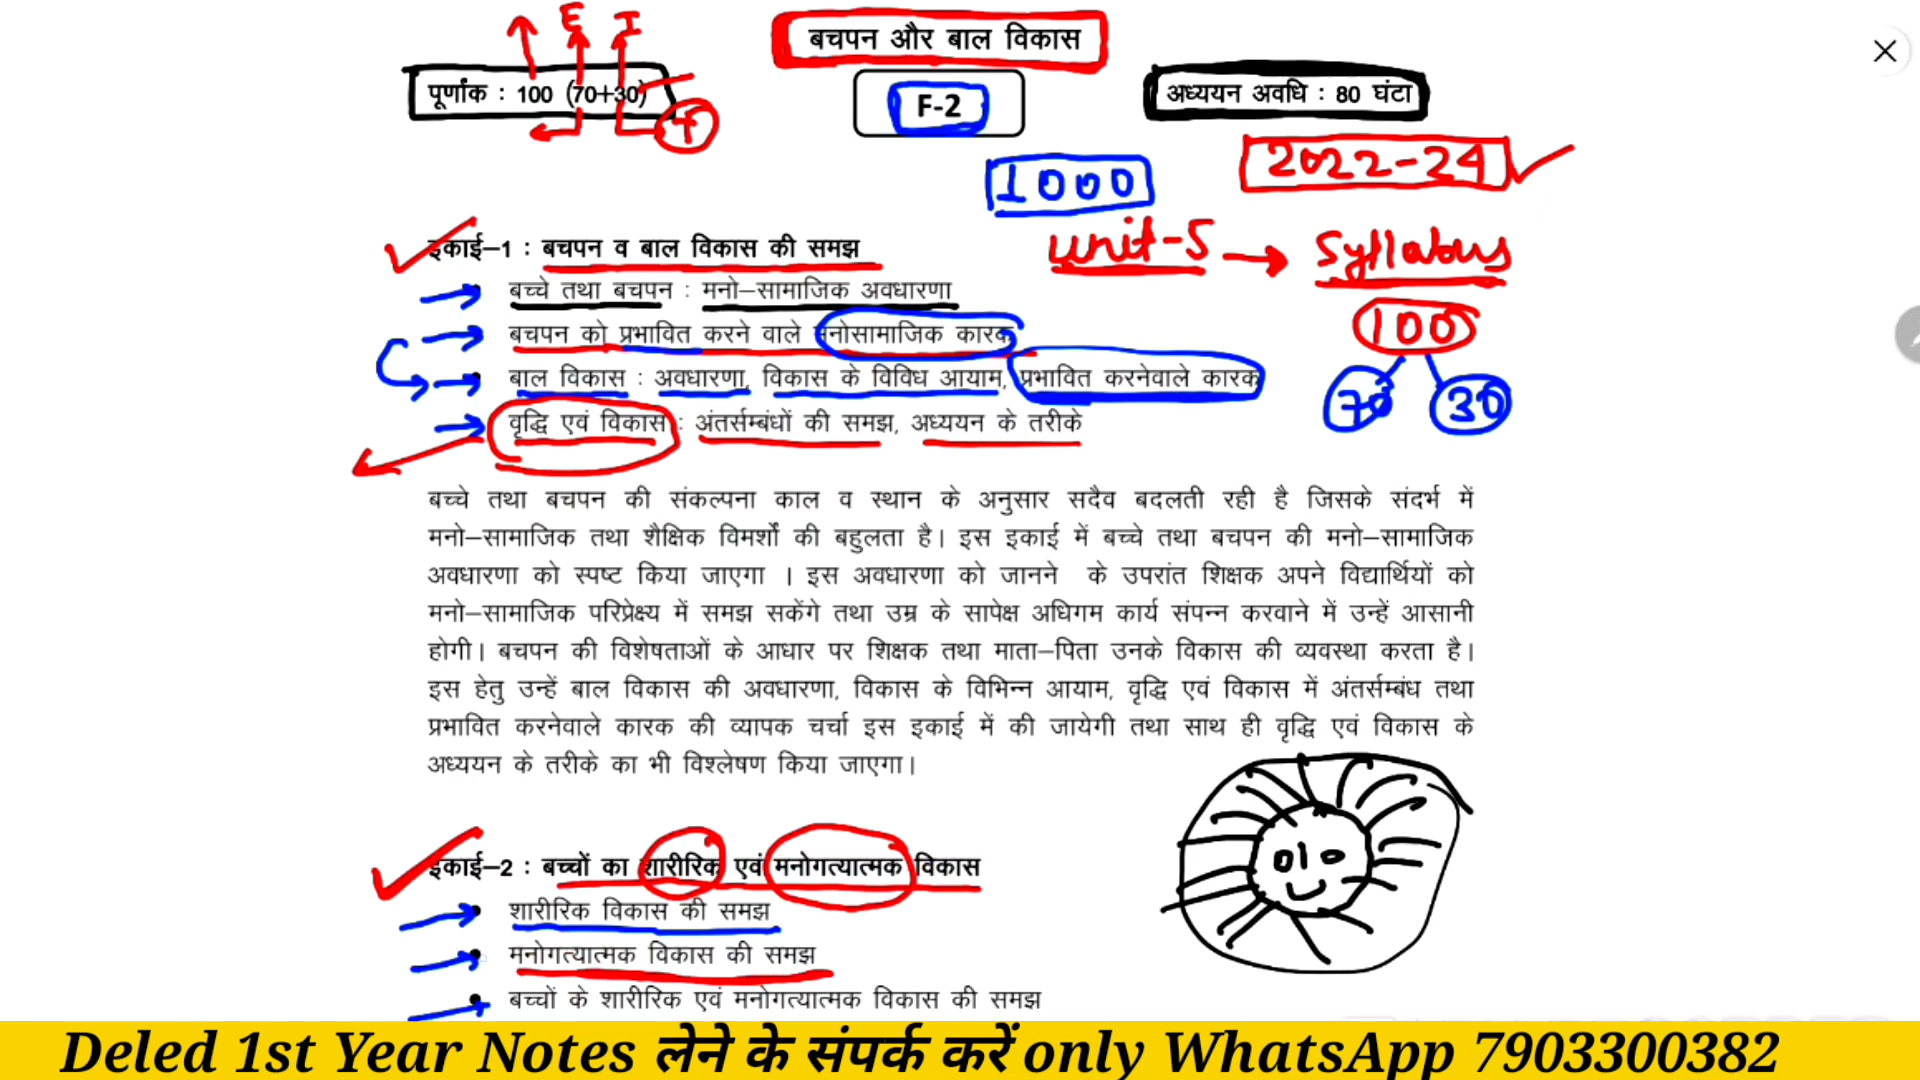 E I
बचपन और बाल विकास
पूर्णांक : 100 (70+30)
F-2
अध्ययन अवधि : 80 घंटा
2022-24
1000
unit-5 → Syllabus
इकाई–1 : बचपन व बाल विकास की समझ
बच्चे तथा बचपन : मनो–सामाजिक अवधारणा
100
बचपन को प्रभावित करने वाले मनोसामाजिक कारक
बाल विकास : अवधारणा, विकास के विविध आयाम, प्रभावित करनेवाले कारक
70 30
वृद्धि एवं विकास : अंतर्सम्बंधों की समझ, अध्ययन के तरीके
बच्चे तथा बचपन की संकल्पना काल व स्थान के अनुसार सदैव बदलती रही है जिसके संदर्भ में
मनो–सामाजिक तथा शैक्षिक विमर्शों की बहुलता है। इस इकाई में बच्चे तथा बचपन की मनो–सामाजिक
अवधारणा को स्पष्ट किया जाएगा । इस अवधारणा को जानने के उपरांत शिक्षक अपने विद्यार्थियों को
मनो–सामाजिक परिप्रेक्ष्य में समझ सकेंगे तथा उम्र के सापेक्ष अधिगम कार्य संपन्न करवाने में उन्हें आसानी
होगी। बचपन की विशेषताओं के आधार पर शिक्षक तथा माता–पिता उनके विकास की व्यवस्था करता है।
इस हेतु उन्हें बाल विकास की अवधारणा, विकास के विभिन्न आयाम, वृद्धि एवं विकास में अंतर्सम्बंध तथा
प्रभावित करनेवाले कारक की व्यापक चर्चा इस इकाई में की जायेगी तथा साथ ही वृद्धि एवं विकास के
अध्ययन के तरीके का भी विश्लेषण किया जाएगा।
इकाई–2 : बच्चों का शारीरिक एवं मनोगत्यात्मक विकास
शारीरिक विकास की समझ
मनोगत्यात्मक विकास की समझ
बच्चों के शारीरिक एवं मनोगत्यात्मक विकास की समझ
Deled 1st Year Notes लेने के संपर्क करें only WhatsApp 7903300382